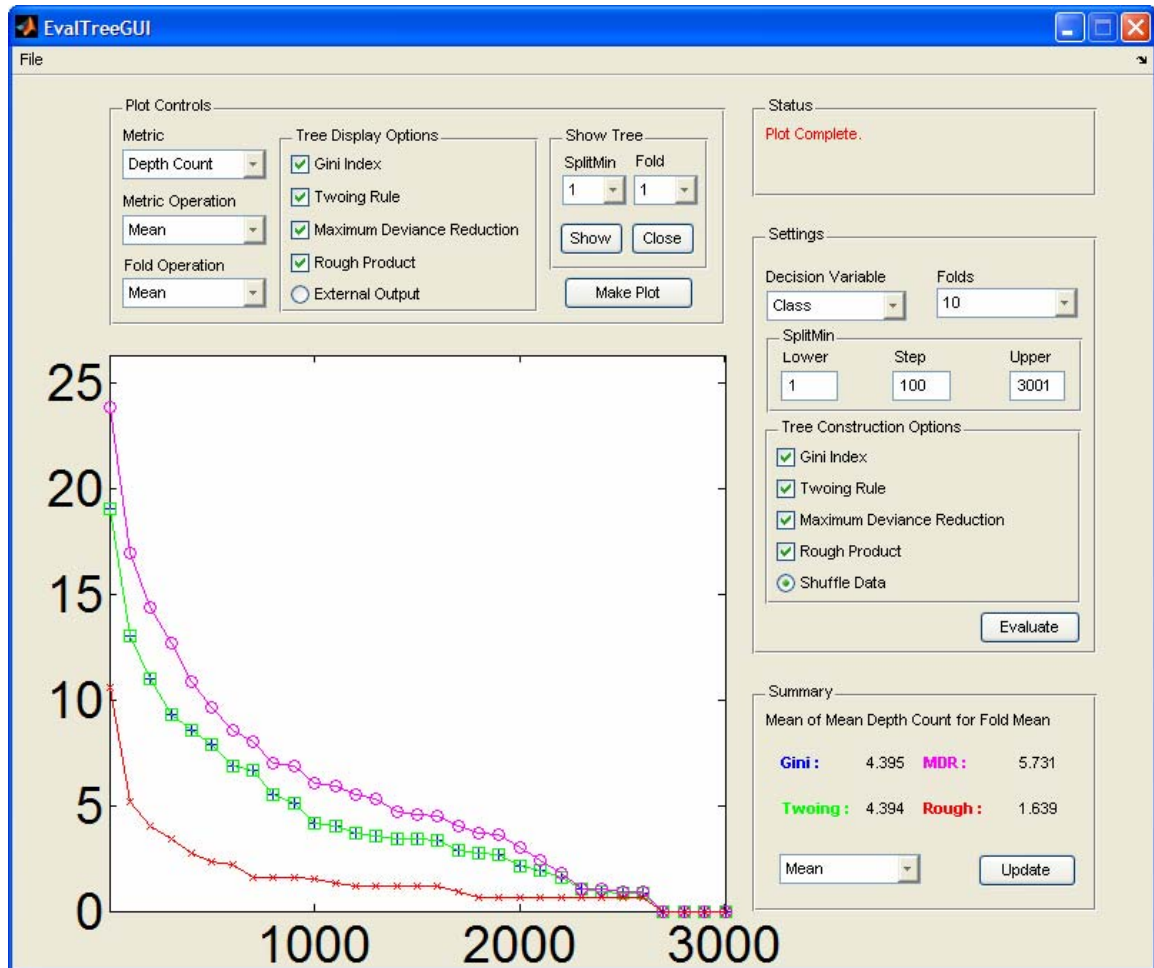 EvalTreeGUI
File
Plot Controls
Metric
Depth Count
Metric Operation
Mean
Fold Operation
Mean
Tree Display Options
Gini Index
Twoing Rule
Maximum Deviance Reduction
Rough Product
External Output
Show Tree
SplitMin Fold
1 1
Show Close
Make Plot
Status
Plot Complete.
Settings
Decision Variable Folds
Class 10
SplitMin
Lower Step Upper
1 100 3001
Tree Construction Options
Gini Index
Twoing Rule
Maximum Deviance Reduction
Rough Product
Shuffle Data
Evaluate
25
20
15
10
5
0
1000 2000 3000
Summary
Mean of Mean Depth Count for Fold Mean
Gini : 4.395 MDR : 5.731
Twoing : 4.394 Rough : 1.639
Mean Update